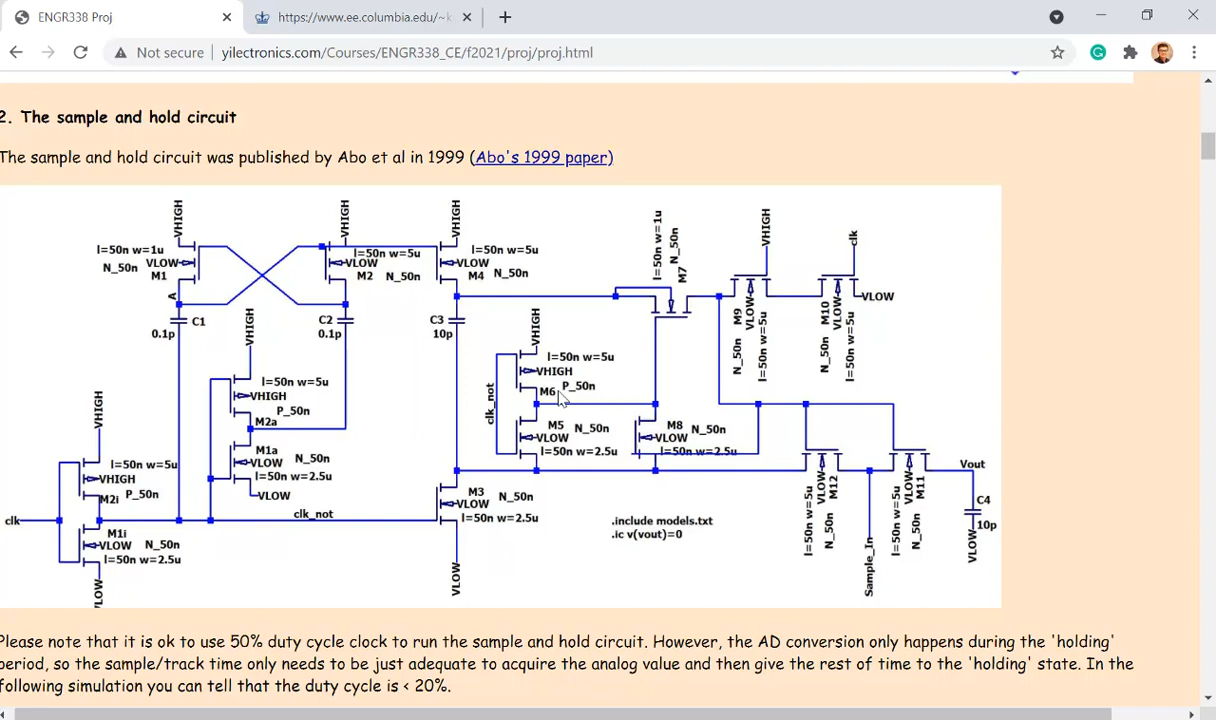 ENGR338 Proj
https://www.ee.columbia.edu/~k
Not secure
yilectronics.com/Courses/ENGR338_CE/f2021/proj/proj.html
2. The sample and hold circuit
The sample and hold circuit was published by Abo et al in 1999 (Abo's 1999 paper)
VHIGH
VHIGH
VHIGH
l=50n w=1u
VLOW
N_50n
M1
l=50n w=5u
VLOW
M2
N_50n
l=50n w=5u
VLOW
M4
N_50n
l=50n w=1u
N_50n
M7
VHIGH
clk
VLOW
M9
VLOW
N_50n
l=50n w=5u
M10
VLOW
N_50n
l=50n w=5u
A
C1
0.1p
C2
0.1p
C3
10p
VHIGH
l=50n w=5u
VHIGH
P_50n
M2a
M1a
VLOW
N_50n
l=50n w=2.5u
VLOW
VHIGH
l=50n w=5u
VHIGH
P_50n
M6
clk_not
M5
N_50n
VLOW
l=50n w=2.5u
M8
N_50n
VLOW
l=50n w=2.5u
VHIGH
l=50n w=5u
VHIGH
M2i
P_50n
clk
M1i
VLOW
N_50n
l=50n w=2.5u
VLOW
clk_not
M3
N_50n
VLOW
l=50n w=2.5u
VLOW
.include models.txt
.ic v(vout)=0
l=50n w=5u
VLOW
M12
N_50n
Sample_In
l=50n w=5u
VLOW
M11
N_50n
Vout
C4
10p
VLOW
Please note that it is ok to use 50% duty cycle clock to run the sample and hold circuit. However, the AD conversion only happens during the 'holding'
period, so the sample/track time only needs to be just adequate to acquire the analog value and then give the rest of time to the 'holding' state. In the
following simulation you can tell that the duty cycle is < 20%.